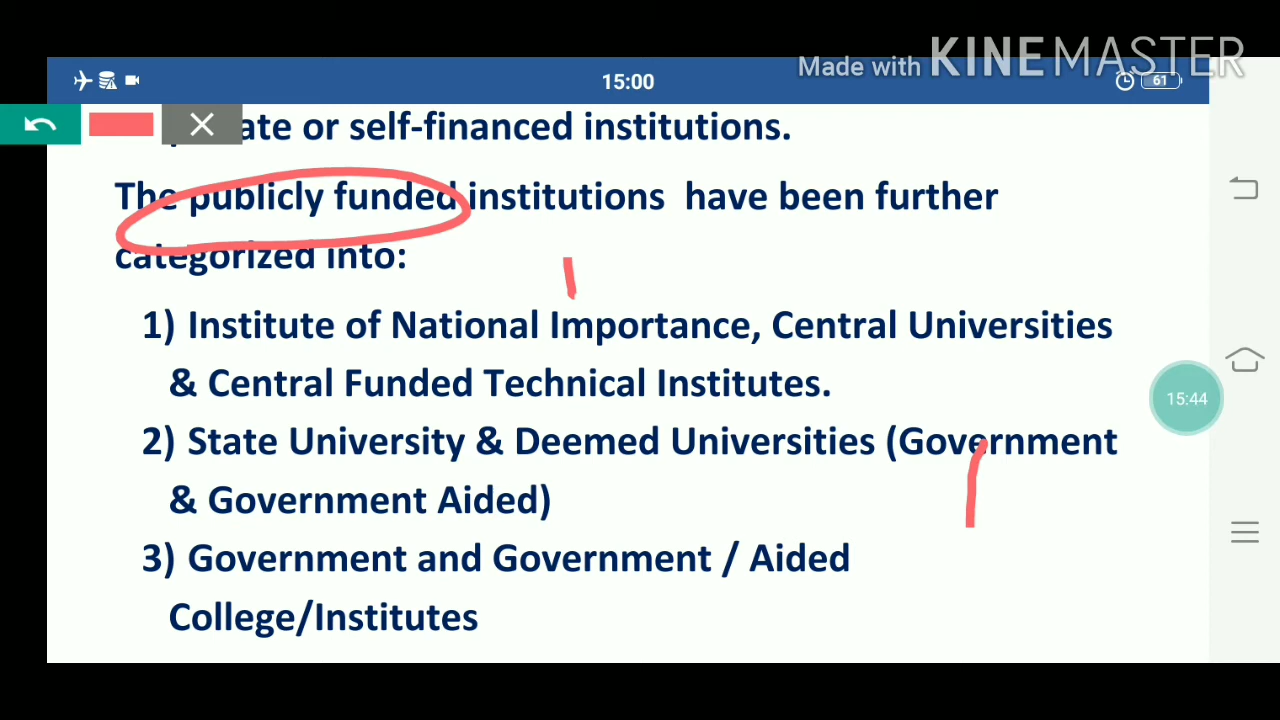 Made with KINEMASTER
15:00
61
ate or self-financed institutions.
The publicly funded institutions have been further
categorized into:
1) Institute of National Importance, Central Universities
& Central Funded Technical Institutes.
15:44
2) State University & Deemed Universities (Government
& Government Aided)
3) Government and Government / Aided
College/Institutes